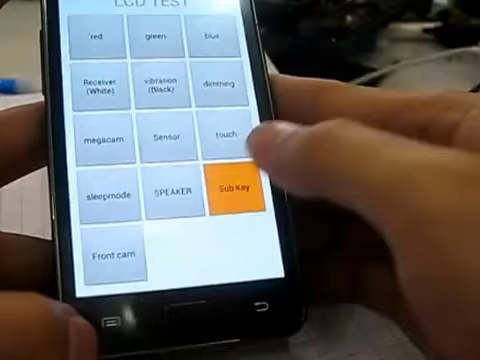 LCD TEST
red green blue
Receiver vibration dimming
(White) (Black)
megacam Sensor touch
sleepmode SPEAKER Sub Key
Front cam